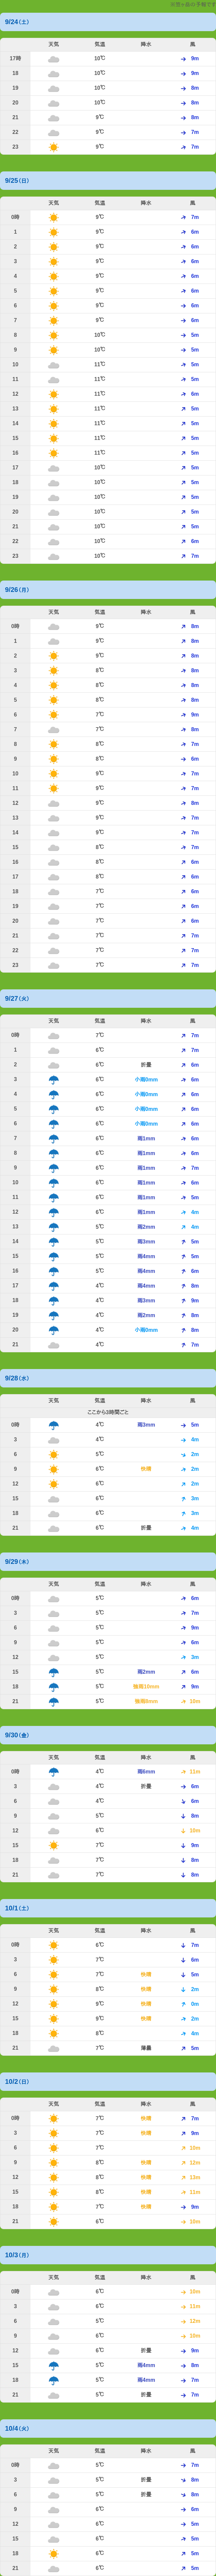 9/24(土)
天気 気温 降水 風
17時 10℃ 9m
18 10℃ 9m
19 10℃ 8m
20 10℃ 8m
21 9℃ 8m
22 9℃ 7m
23 9℃ 7m
9/25(日)
天気 気温 降水 風
0時 9℃ 7m
1 9℃ 6m
2 9℃ 6m
3 9℃ 6m
4 9℃ 6m
5 9℃ 6m
6 9℃ 6m
7 9℃ 6m
8 10℃ 5m
9 10℃ 5m
10 11℃ 5m
11 11℃ 5m
12 11℃ 6m
13 11℃ 5m
14 11℃ 5m
15 11℃ 5m
16 11℃ 5m
17 10℃ 5m
18 10℃ 5m
19 10℃ 5m
20 10℃ 5m
21 10℃ 5m
22 10℃ 6m
23 10℃ 7m
9/26(月)
天気 気温 降水 風
0時 9℃ 8m
1 9℃ 8m
2 9℃ 8m
3 8℃ 8m
4 8℃ 8m
5 8℃ 8m
6 7℃ 9m
7 7℃ 8m
8 8℃ 7m
9 8℃ 6m
10 9℃ 7m
11 9℃ 7m
12 9℃ 8m
13 9℃ 7m
14 9℃ 7m
15 8℃ 7m
16 8℃ 6m
17 8℃ 6m
18 7℃ 6m
19 7℃ 6m
20 7℃ 6m
21 7℃ 7m
22 7℃ 7m
23 7℃ 7m
9/27(火)
天気 気温 降水 風
0時 7℃ 7m
1 6℃ 7m
2 6℃ 折曇 6m
3 6℃ 小雨0mm 6m
4 6℃ 小雨0mm 6m
5 6℃ 小雨0mm 6m
6 6℃ 小雨0mm 6m
7 6℃ 雨1mm 6m
8 6℃ 雨1mm 6m
9 6℃ 雨1mm 7m
10 6℃ 雨1mm 6m
11 6℃ 雨1mm 5m
12 6℃ 雨1mm 4m
13 5℃ 雨2mm 4m
14 5℃ 雨3mm 5m
15 5℃ 雨4mm 5m
16 5℃ 雨4mm 6m
17 4℃ 雨4mm 8m
18 4℃ 雨3mm 9m
19 4℃ 雨2mm 8m
20 4℃ 小雨0mm 8m
21 4℃ 7m
9/28(水)
天気 気温 降水 風
ここから3時間ごと
0時 4℃ 雨3mm 5m
3 4℃ 4m
6 5℃ 2m
9 6℃ 快晴 2m
12 6℃ 2m
15 6℃ 3m
18 6℃ 3m
21 6℃ 折曇 4m
9/29(木)
天気 気温 降水 風
0時 5℃ 6m
3 5℃ 7m
6 5℃ 9m
9 5℃ 6m
12 5℃ 3m
15 5℃ 雨2mm 6m
18 5℃ 強雨10mm 9m
21 5℃ 10m
9/30(金)
天気 気温 降水 風
0時 4℃ 雨6mm 11m
3 4℃ 折曇 6m
6 4℃ 6m
9 5℃ 8m
12 6℃ 10m
15 7℃ 9m
18 7℃ 8m
21 7℃ 8m
10/1(土)
天気 気温 降水 風
0時 6℃ 7m
3 7℃ 6m
6 7℃ 快晴 5m
9 8℃ 快晴 2m
12 9℃ 快晴 0m
15 9℃ 快晴 2m
18 8℃ 4m
21 7℃ 薄曇 5m
10/2(日)
天気 気温 降水 風
0時 7℃ 快晴 7m
3 7℃ 快晴 9m
6 7℃ 10m
9 8℃ 快晴 12m
12 8℃ 快晴 13m
15 8℃ 快晴 11m
18 7℃ 快晴 9m
21 6℃ 10m
10/3(月)
天気 気温 降水 風
0時 6℃ 10m
3 6℃ 11m
6 5℃ 12m
9 6℃ 10m
12 6℃ 折曇 9m
15 5℃ 雨4mm 8m
18 5℃ 雨4mm 7m
21 5℃ 折曇 7m
10/4(火)
天気 気温 降水 風
0時 5℃ 7m
3 5℃ 折曇 8m
6 5℃ 折曇 8m
9 6℃ 6m
12 6℃ 5m
15 6℃ 5m
18 5℃ 5m
21 6℃ 5m